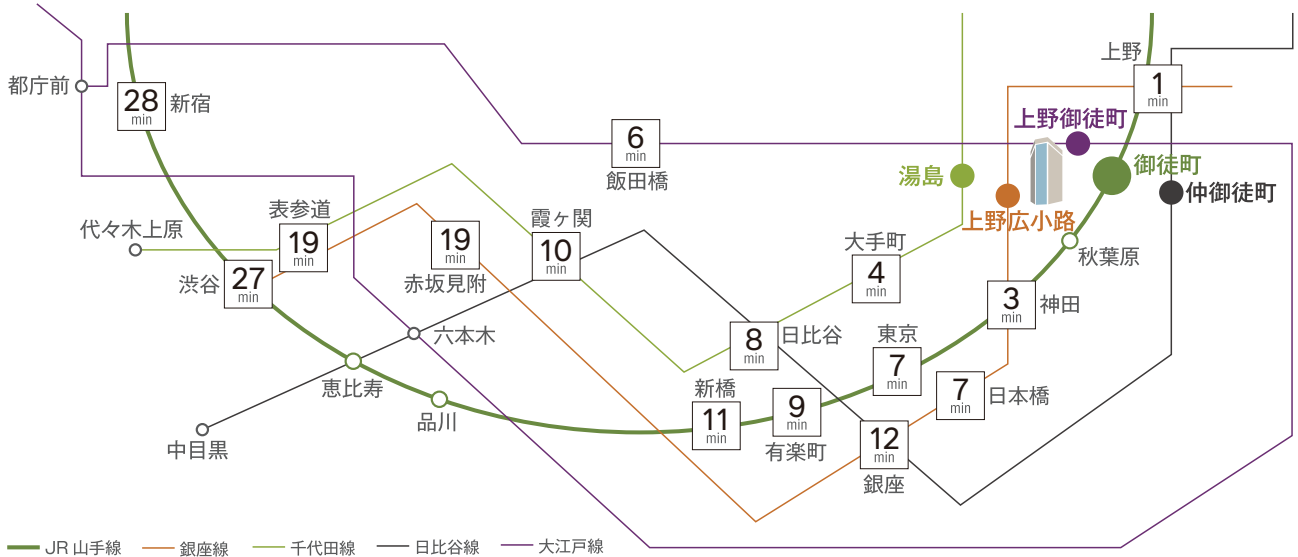 上野
都庁前
28
min
新宿
1
min
上野御徒町
6
min
飯田橋
御徒町
湯島
仲御徒町
表参道
霞ヶ関
上野広小路
代々木上原
19
min
19
min
10
min
大手町
秋葉原
渋谷
27
min
赤坂見附
4
min
3
min
神田
六本木
8
min
日比谷
東京
7
min
恵比寿
新橋
7
min
日本橋
品川
11
min
9
min
有楽町
12
min
銀座
中目黒
JR 山手線
銀座線
千代田線
日比谷線
大江戸線